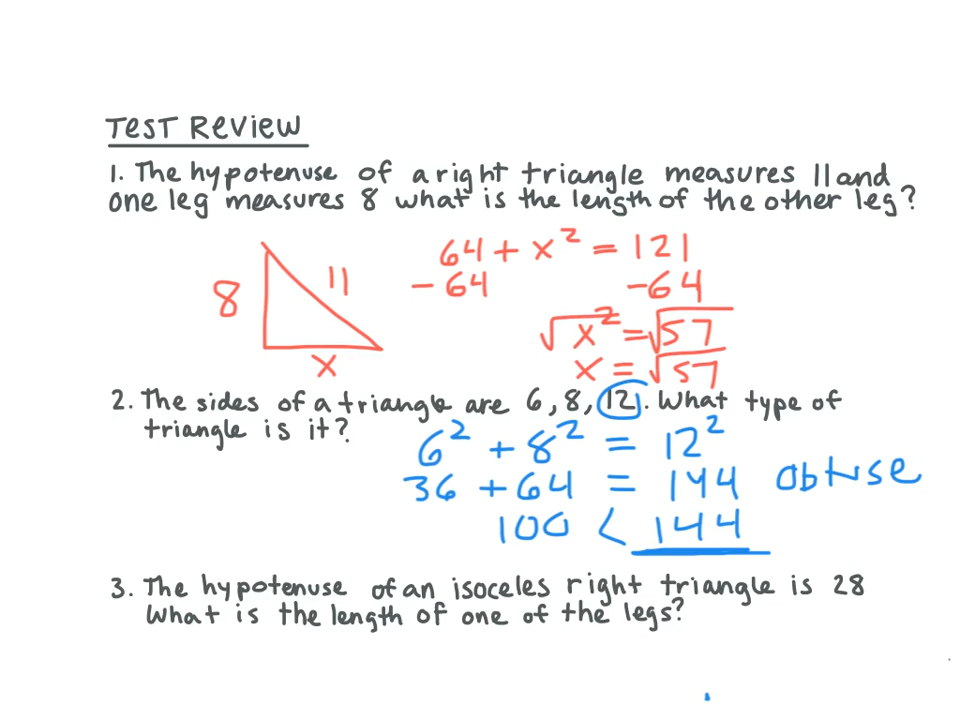 TEST REVIEW
1. The hypotenuse of a right triangle measures 11 and
one leg measures 8 what is the length of the other leg?
64 + x² = 121
-64 -64
8 11
√x² = √57
x
x = √57
2. The sides of a triangle are 6, 8, 12. What type of
triangle is it?
6² + 8² = 12²
36 + 64 = 144 obtuse
100 < 144
3. The hypotenuse of an isoceles right triangle is 28
What is the length of one of the legs?